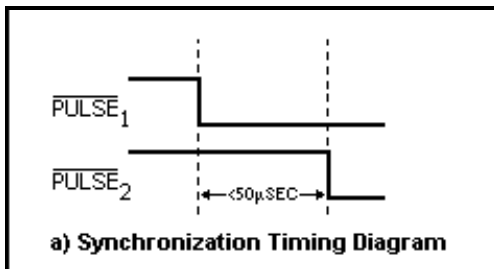 PULSE1
PULSE2
<50µSEC
a) Synchronization Timing Diagram